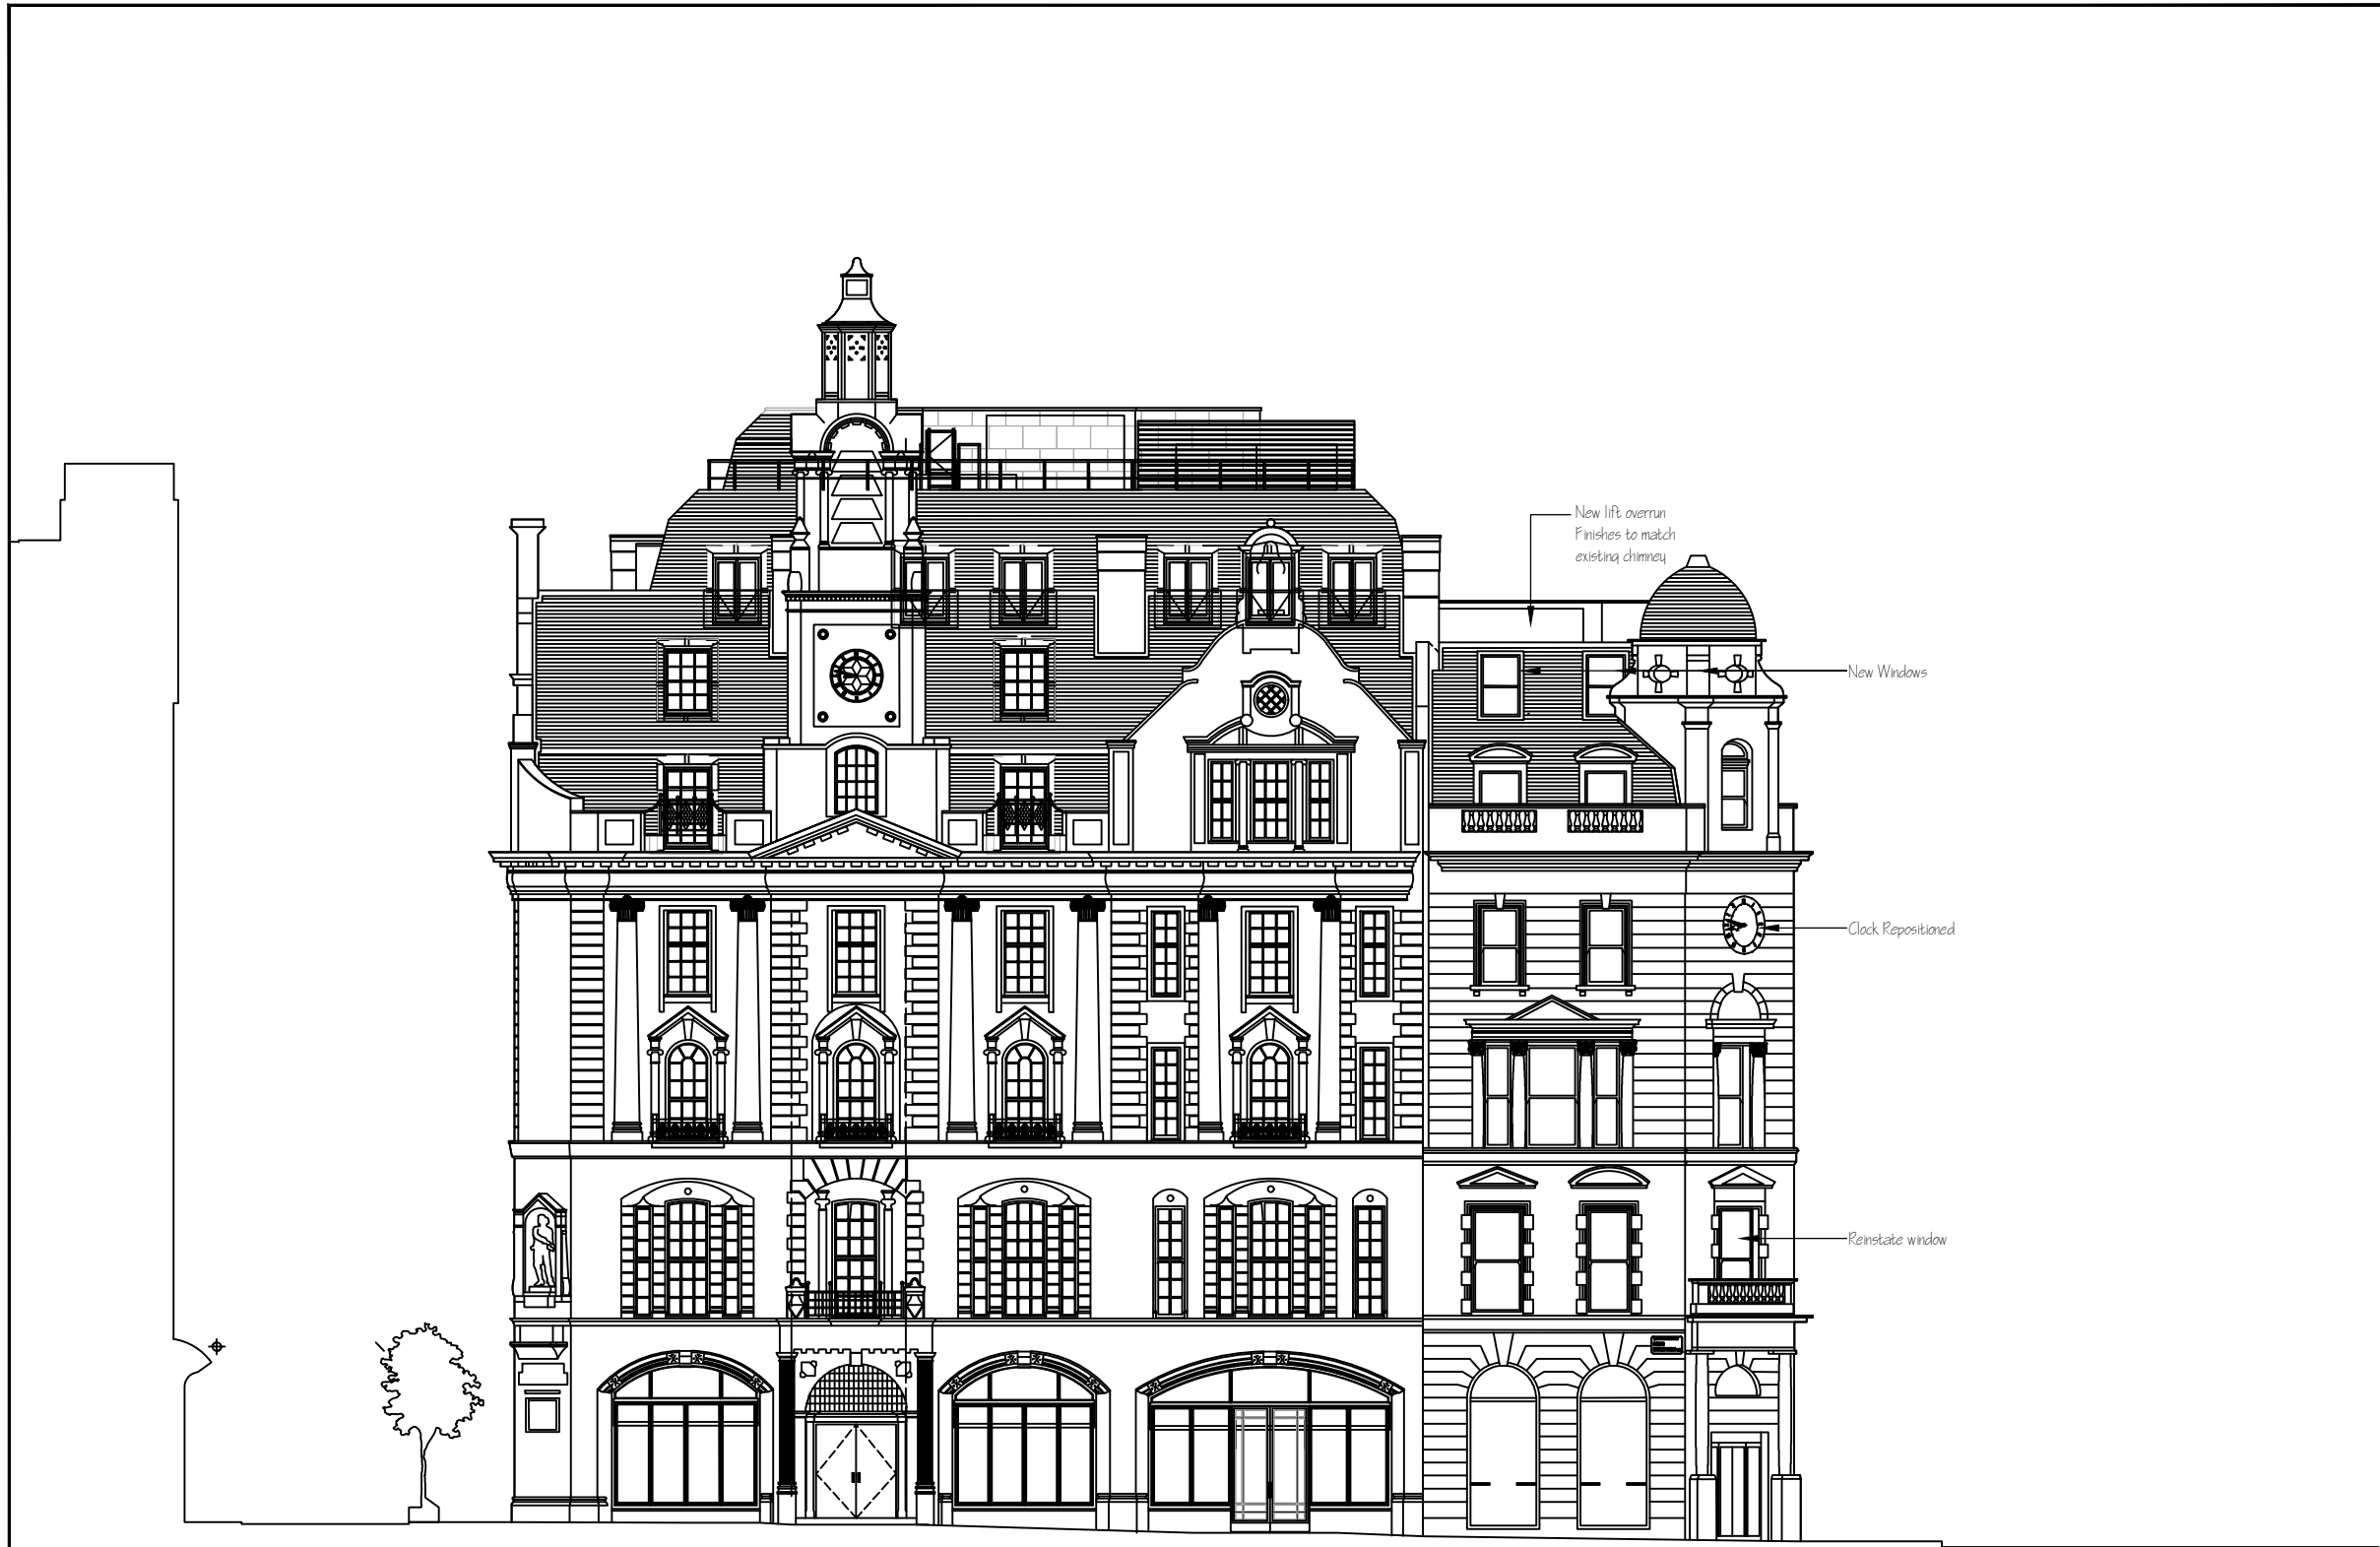 New lift overrun
Finishes to match
existing chimney
New Windows
Clock Repositioned
Reinstate window